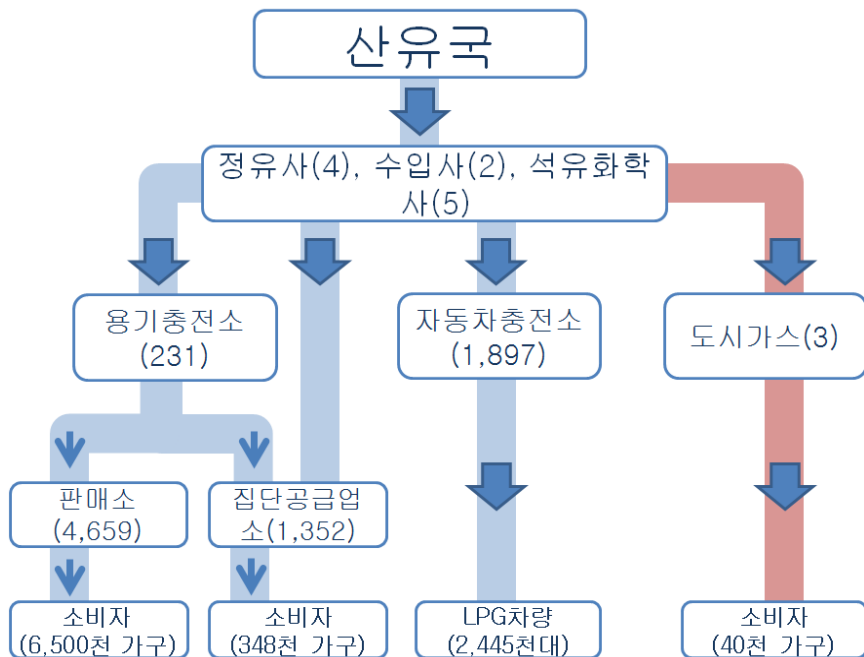 산유국
정유사(4), 수입사(2), 석유화학
사(5)
용기충전소
(231)
자동차충전소
(1,897)
도시가스(3)
판매소
(4,659)
집단공급업
소(1,352)
소비자
(6,500천 가구)
소비자
(348천 가구)
LPG차량
(2,445천대)
소비자
(40천 가구)